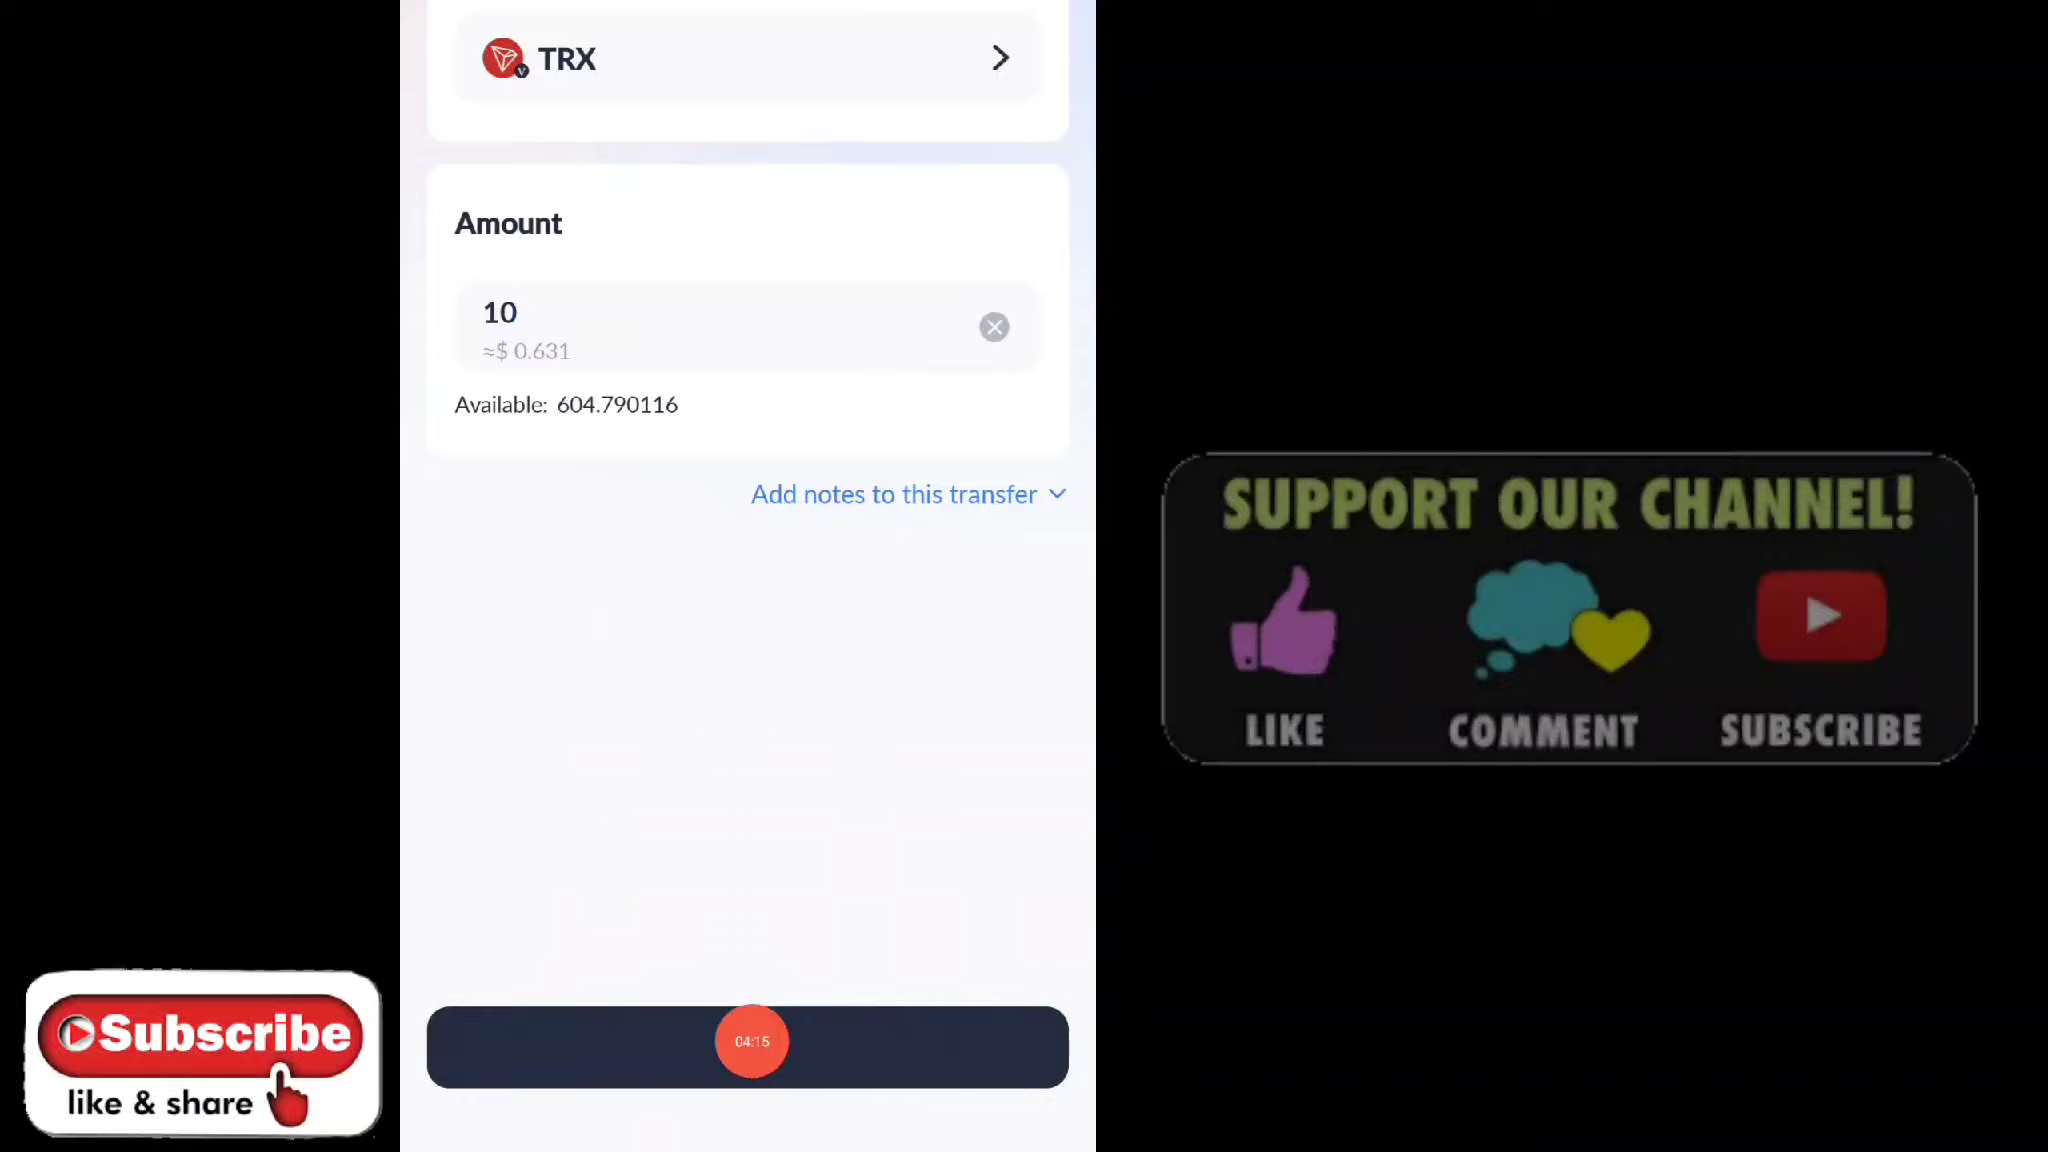 TRX
Amount
10
≈$ 0.631
Available: 604.790116
Add notes to this transfer
04:15
SUPPORT OUR CHANNEL!
LIKE
COMMENT
SUBSCRIBE
Subscribe
like & share